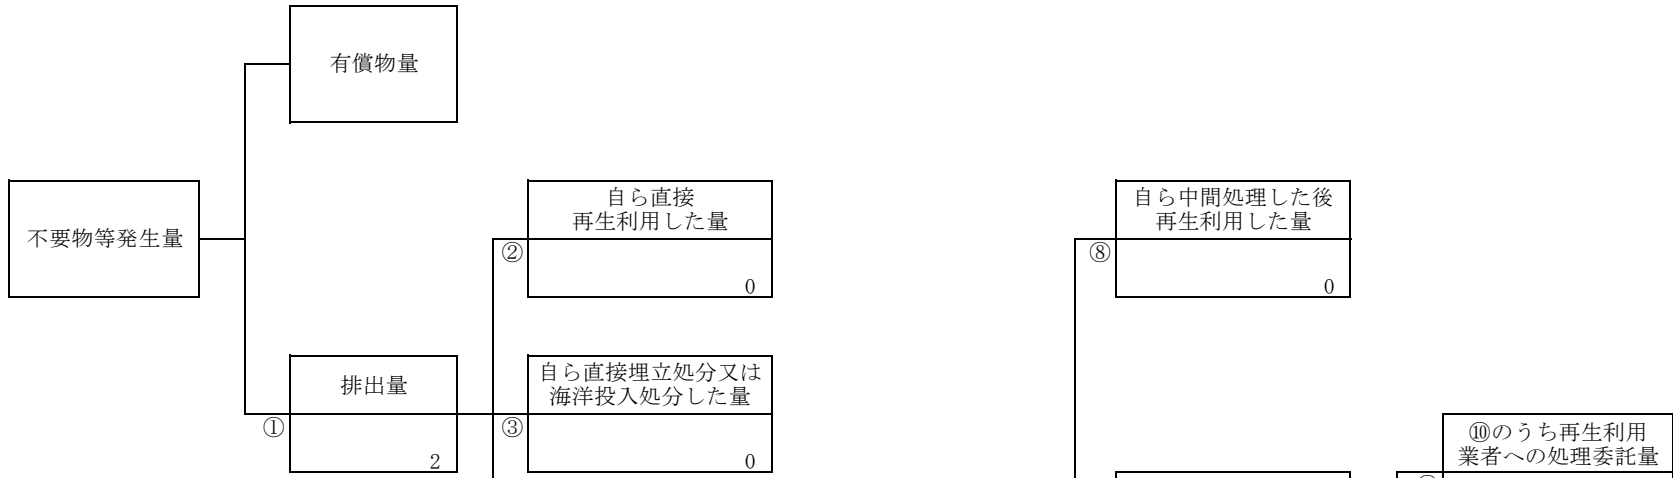 有償物量
不要物等発生量
自ら直接
再生利用した量
②
0
自ら中間処理した後
再生利用した量
⑧
0
排出量
①
2
自ら直接埋立処分又は
海洋投入処分した量
③
0
⑩のうち再生利用
業者への処理委託量